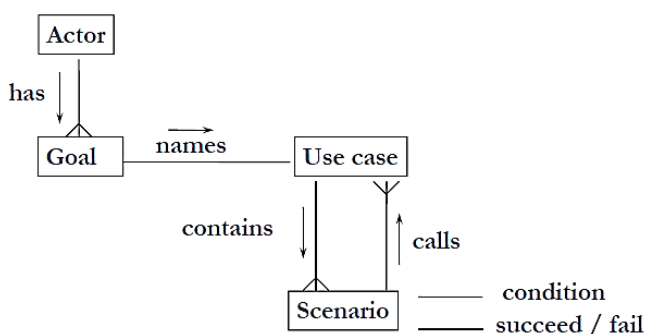 Actor
has
Goal
names
Use case
contains
calls
Scenario
condition
succeed / fail